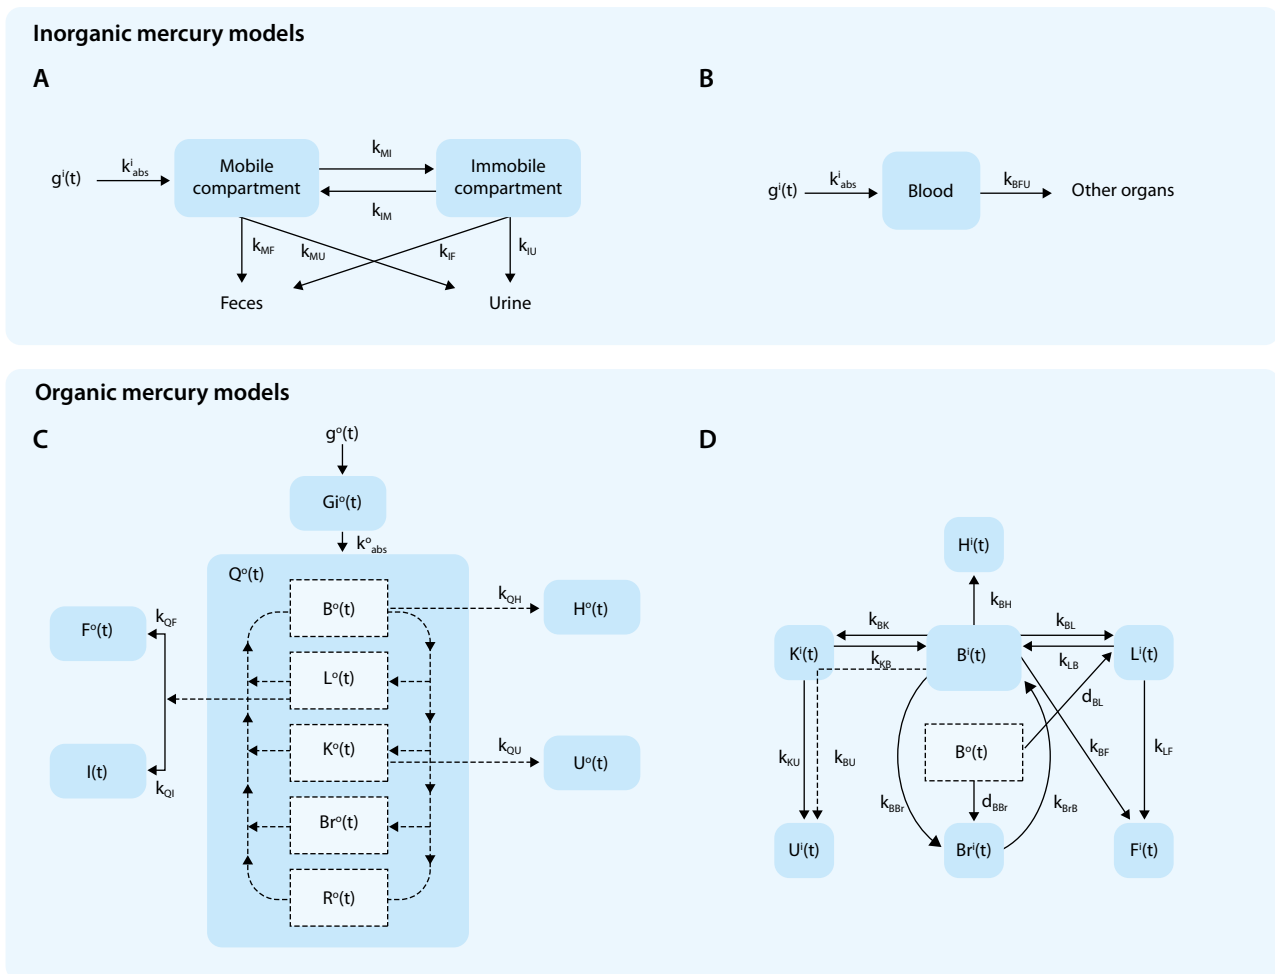 Inorganic mercury models
A
B
gⁱ(t)
kⁱabs
Mobile
compartment
kMI
kIM
Immobile
compartment
kMF
kMU
kIF
kIU
Feces
Urine
gⁱ(t)
kⁱabs
Blood
kBFU
Other organs
Organic mercury models
C
gᵒ(t)
Giᵒ(t)
kᵒabs
Qᵒ(t)
Bᵒ(t)
kQH
Hᵒ(t)
Fᵒ(t)
kQF
Lᵒ(t)
Kᵒ(t)
kQU
Uᵒ(t)
I(t)
kQI
Brᵒ(t)
Rᵒ(t)
D
Hⁱ(t)
kBH
kBK
kBL
Kⁱ(t)
kKB
Bⁱ(t)
kLB
Lⁱ(t)
dBL
Bᵒ(t)
kKU
kBU
kBF
kLF
kBBr
dBBr
kBrB
Uⁱ(t)
Brⁱ(t)
Fⁱ(t)